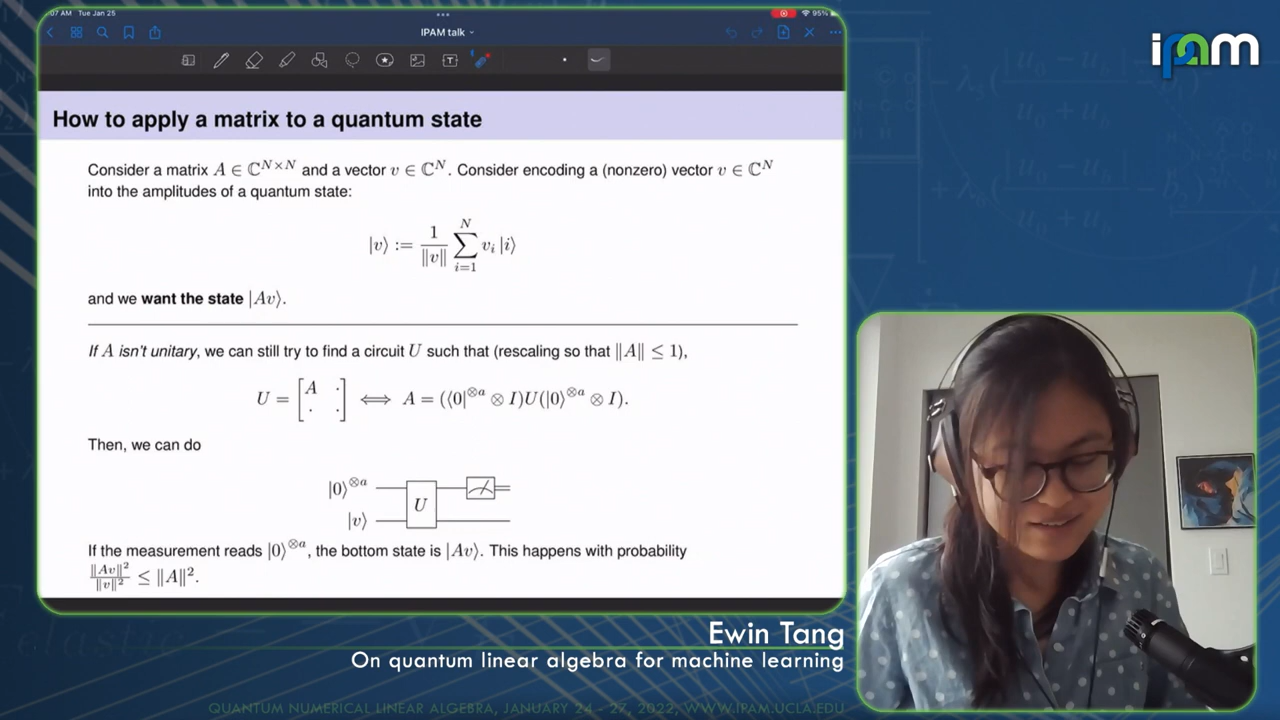 07 AM Tue Jan 25
95%
IPAM talk
ipam
How to apply a matrix to a quantum state
Consider a matrix A ∈ ℂ^{N×N} and a vector v ∈ ℂ^N. Consider encoding a (nonzero) vector v ∈ ℂ^N
into the amplitudes of a quantum state:
|v⟩ := 1/‖v‖ ∑_{i=1}^{N} v_i |i⟩
and we want the state |Av⟩.
If A isn't unitary, we can still try to find a circuit U such that (rescaling so that ‖A‖ ≤ 1),
U = [A · ; · ·] ⟺ A = (⟨0|^{⊗a} ⊗ I)U(|0⟩^{⊗a} ⊗ I).
Then, we can do
|0⟩^{⊗a}
U
|v⟩
If the measurement reads |0⟩^{⊗a}, the bottom state is |Av⟩. This happens with probability
‖Av‖²/‖v‖² ≤ ‖A‖².
Ewin Tang
On quantum linear algebra for machine learning
QUANTUM NUMERICAL LINEAR ALGEBRA, JANUARY 24 - 27, 2022, WWW.IPAM.UCLA.EDU